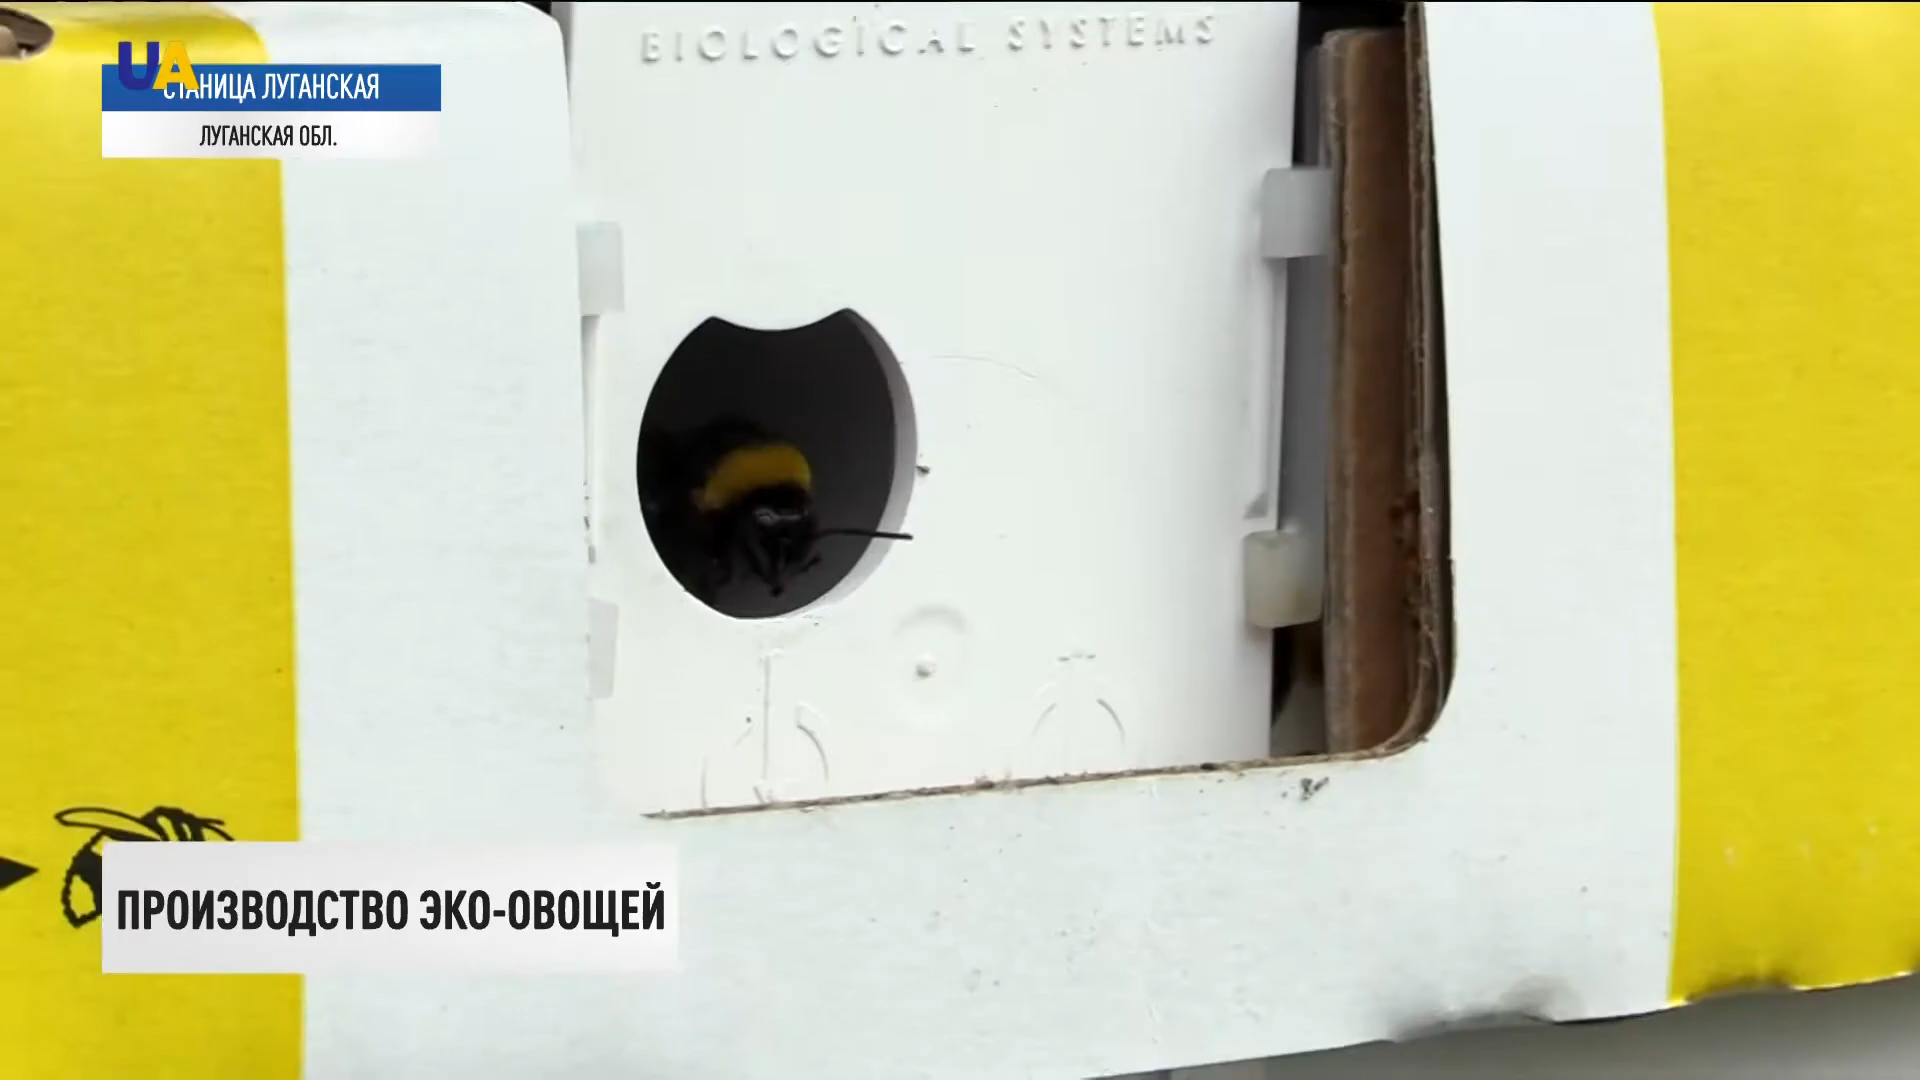 BIOLOGICAL SYSTEMS
UA
СТАНИЦА ЛУГАНСКАЯ
ЛУГАНСКАЯ ОБЛ.
ПРОИЗВОДСТВО ЭКО-ОВОЩЕЙ